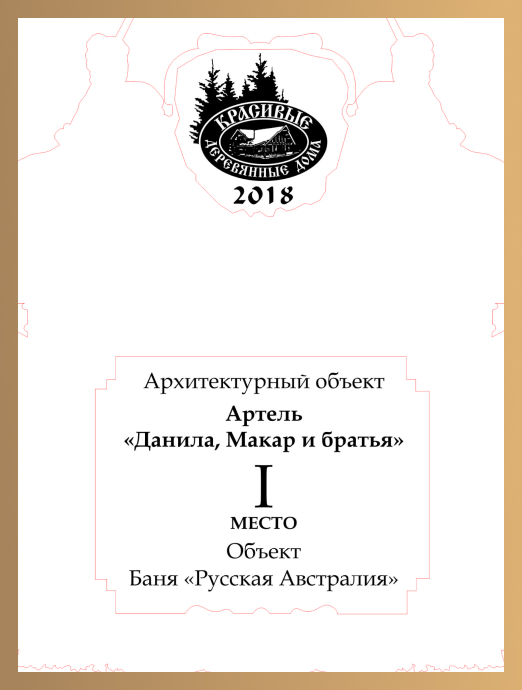 КРАСИВЫЕ
ДЕРЕВЯННЫЕ ДОМА
2018
Архитектурный объект
Артель
«Данила, Макар и братья»
I
МЕСТО
Объект
Баня «Русская Австралия»